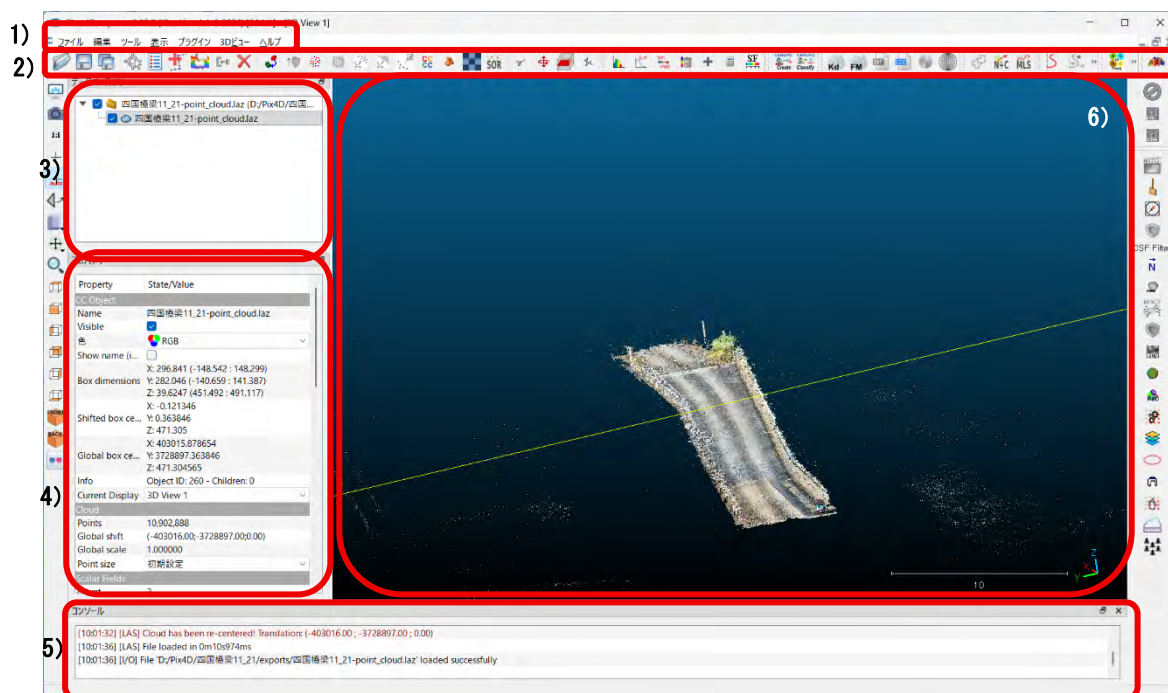 View 1]
1)
ファイル 編集 ツール 表示 プラグイン 3Dビュー ヘルプ
2)
SOR
SF
Kd
FM
N+C
MLS
1:1
四国橋梁11_21-point_cloud.laz (D:/Pix4D/四国...
四国橋梁11_21-point_cloud.laz
3)
6)
CSF Filter
N
4)
Property State/Value
CC Object
Name 四国橋梁11_21-point_cloud.laz
Visible
色 RGB
Show name (i...
X: 296.841 (-148.542 : 148.299)
Box dimensions Y: 282.046 (-140.659 : 141.387)
Z: 39.6247 (451.492 : 491.117)
X: -0.121346
Shifted box ce... Y: 0.363846
Z: 471.305
X: 403015.878654
Global box ce... Y: 3728897.363846
Z: 471.304565
Info Object ID: 260 - Children: 0
Current Display 3D View 1
Cloud
Points 10,902,888
Global shift (-403016.00;-3728897.00;0.00)
Global scale 1.000000
Point size 初期設定
Scalar Fields
FRONT
BACK
10
Z
X
Y
5)
コンソール
[10:01:32] [LAS] Cloud has been re-centered! Translation: (-403016.00 ; -3728897.00 ; 0.00)
[10:01:36] [LAS] File loaded in 0m10s974ms
[10:01:36] [I/O] File 'D:/Pix4D/四国橋梁11_21/exports/四国橋梁11_21-point_cloud.laz' loaded successfully